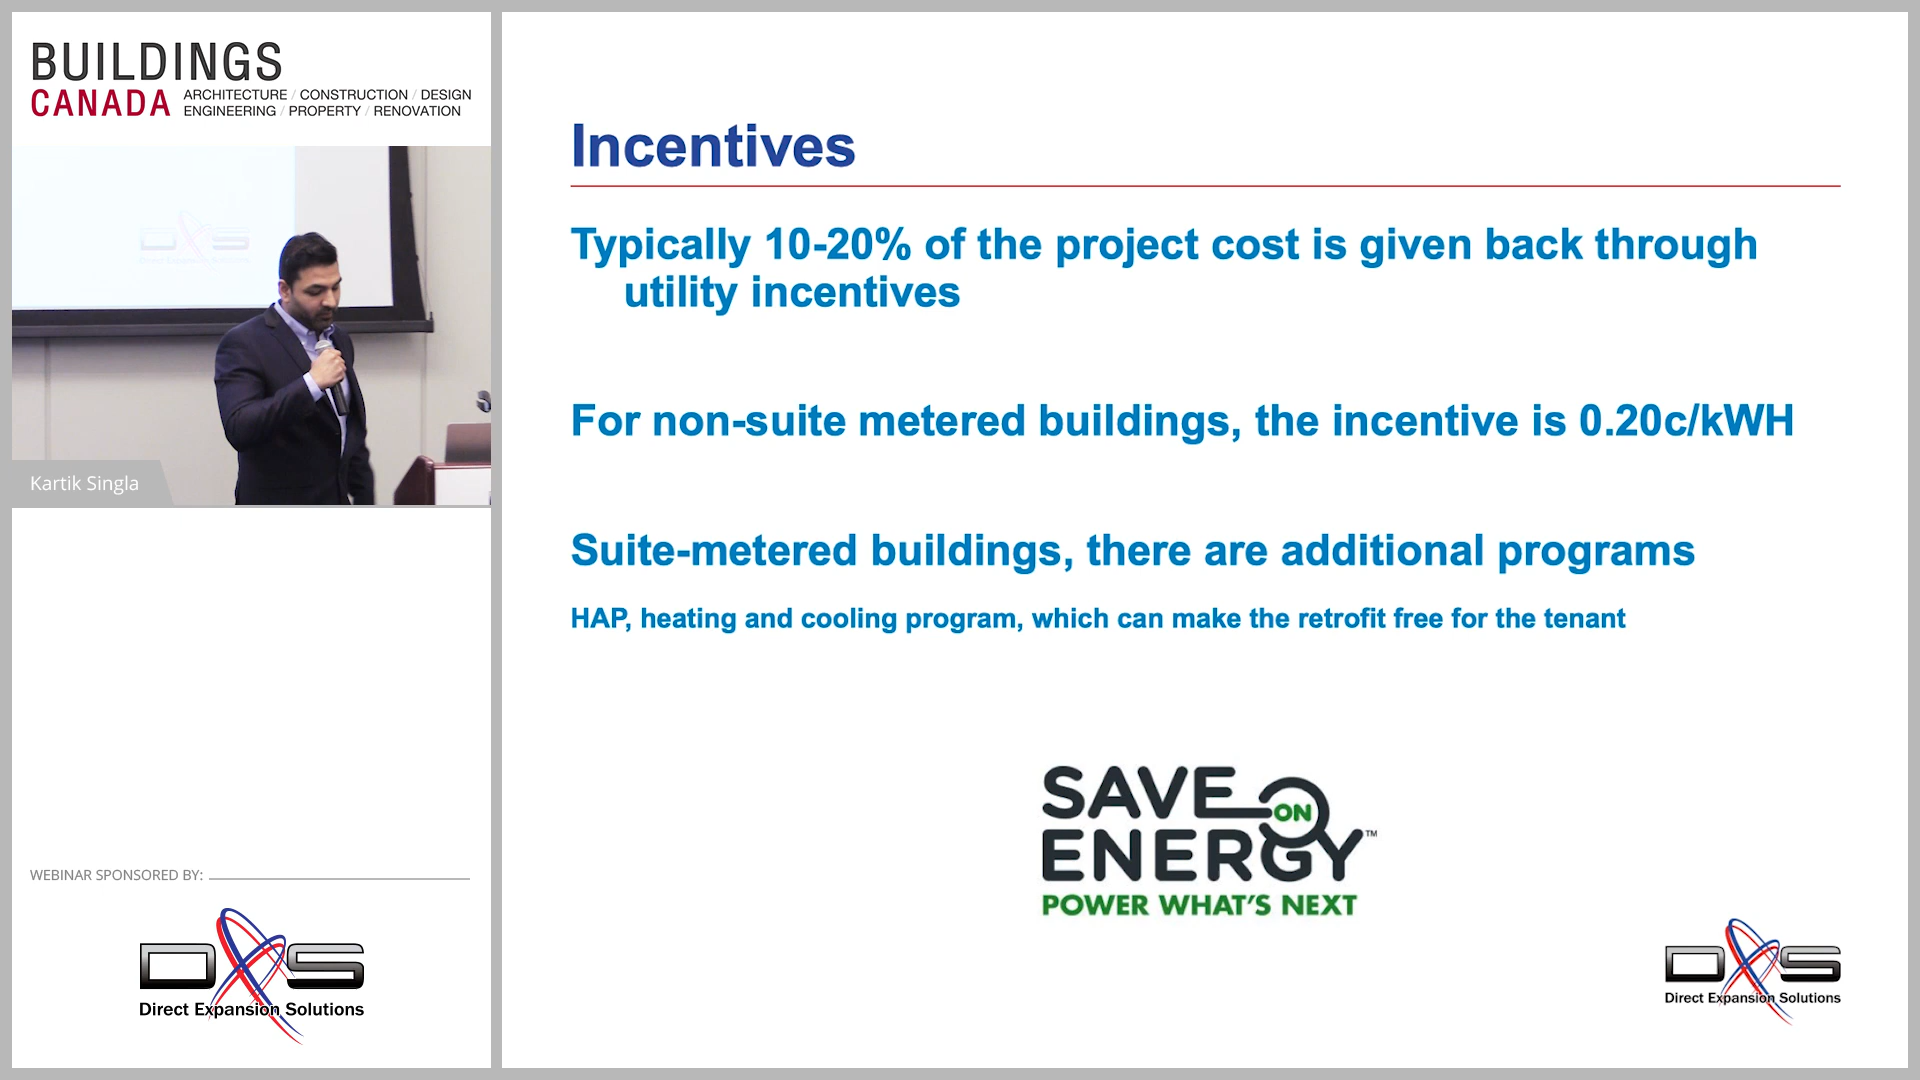 BUILDINGS
CANADA
ARCHITECTURE / CONSTRUCTION / DESIGN
ENGINEERING / PROPERTY / RENOVATION
Kartik Singla
WEBINAR SPONSORED BY:
DXS
Direct Expansion Solutions
Incentives
Typically 10-20% of the project cost is given back through
utility incentives
For non-suite metered buildings, the incentive is 0.20c/kWH
Suite-metered buildings, there are additional programs
HAP, heating and cooling program, which can make the retrofit free for the tenant
SAVE ON
ENERGY™
POWER WHAT'S NEXT
DXS
Direct Expansion Solutions